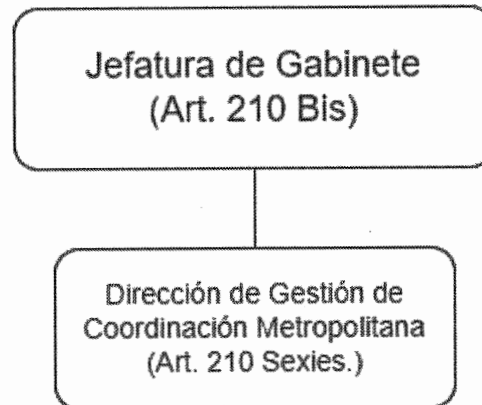 Jefatura de Gabinete
(Art. 210 Bis)
Dirección de Gestión de
Coordinación Metropolitana
(Art. 210 Sexies.)